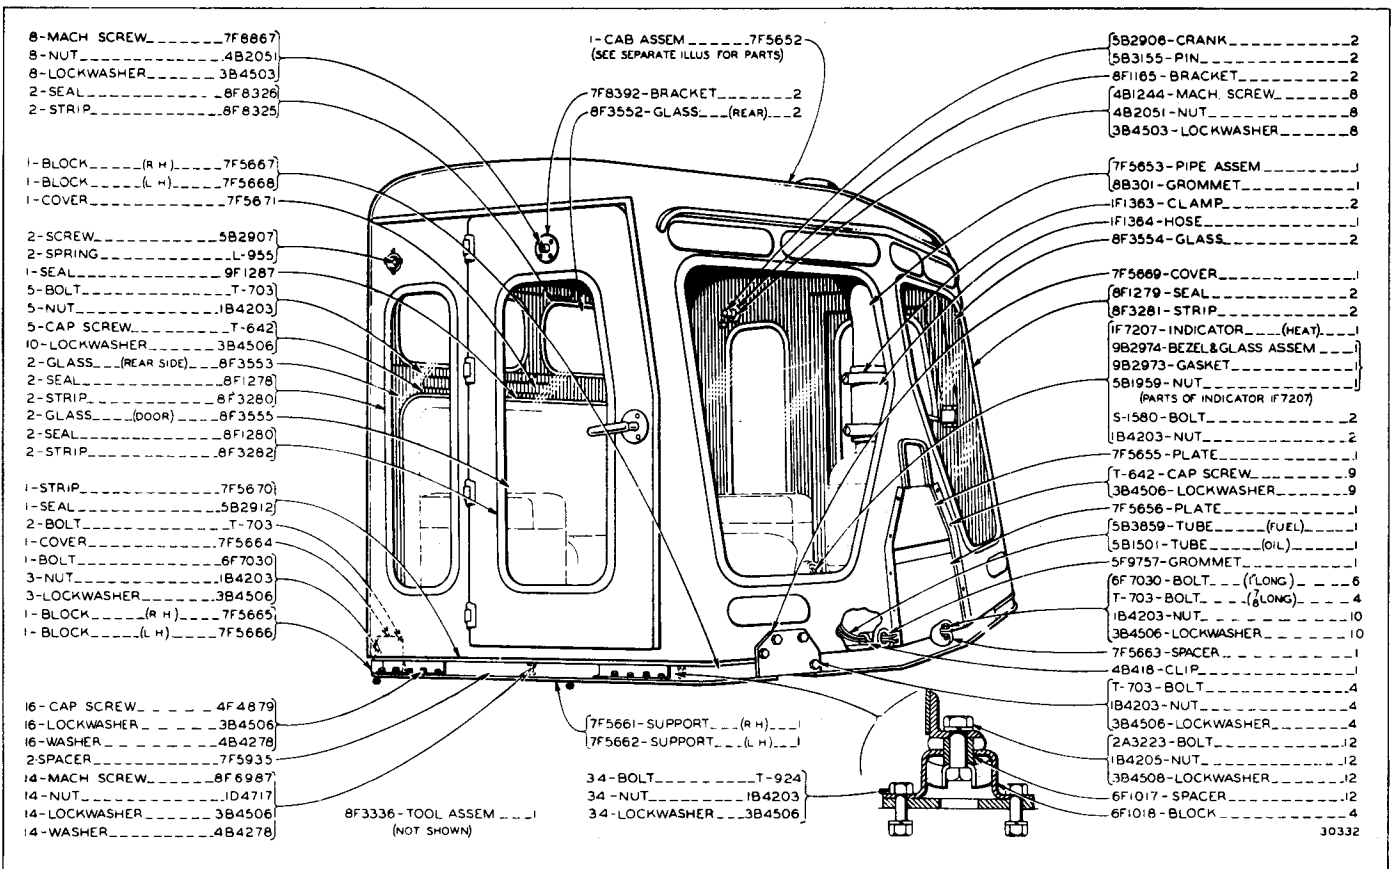 8-MACH SCREW 7F8867
8-NUT 4B2051
8-LOCKWASHER 3B4503
2-SEAL 8F8326
2-STRIP 8F8325
1-BLOCK (R H) 7F5667
1-BLOCK (L H) 7F5668
1-COVER 7F5671
2-SCREW 5B2907
2-SPRING L-955
1-SEAL 9F1287
5-BOLT T-703
5-NUT 1B4203
5-CAP SCREW T-642
10-LOCKWASHER 3B4506
2-GLASS (REAR SIDE) 8F3553
2-SEAL 8F1278
2-STRIP 8F3280
2-GLASS (DOOR) 8F3555
2-SEAL 8F1280
2-STRIP 8F3282
1-STRIP 7F5670
1-SEAL 5B2912
2-BOLT T-703
1-COVER 7F5664
1-BOLT 6F7030
3-NUT 1B4203
3-LOCKWASHER 3B4506
1-BLOCK (R H) 7F5665
1-BLOCK (L H) 7F5666
16-CAP SCREW 4F4879
16-LOCKWASHER 3B4506
16-WASHER 4B4278
2-SPACER 7F5935
14-MACH SCREW 8F6987
14-NUT 1D4717
14-LOCKWASHER 3B4506
14-WASHER 4B4278
1-CAB ASSEM 7F5652
(SEE SEPARATE ILLUS FOR PARTS)
7F8392-BRACKET 2
8F3552-GLASS (REAR) 2
7F5661-SUPPORT (R H) 1
7F5662-SUPPORT (L H) 1
34-BOLT T-924
34-NUT 1B4203
34-LOCKWASHER 3B4506
8F3336-TOOL ASSEM 1
(NOT SHOWN)
5B2908-CRANK 2
5B3155-PIN 2
8F1165-BRACKET 2
4B1244-MACH. SCREW 8
4B2051-NUT 8
3B4503-LOCKWASHER 8
7F5653-PIPE ASSEM 1
8B301-GROMMET 1
1F1363-CLAMP 2
1F1364-HOSE 1
8F3554-GLASS 2
7F5669-COVER 1
8F1279-SEAL 2
8F3281-STRIP 2
1F7207-INDICATOR (HEAT) 1
9B2974-BEZEL&GLASS ASSEM 1
9B2973-GASKET 1
5B1959-NUT 1
(PARTS OF INDICATOR 1F7207)
S-1580-BOLT 2
1B4203-NUT 2
7F5655-PLATE 1
T-642-CAP SCREW 9
3B4506-LOCKWASHER 9
7F5656-PLATE 1
5B3859-TUBE (FUEL) 1
5B1501-TUBE (OIL) 1
5F9757-GROMMET 1
6F7030-BOLT (1"LONG) 6
T-703-BOLT (7/8 LONG) 4
1B4203-NUT 10
3B4506-LOCKWASHER 10
7F5663-SPACER 1
4B418-CLIP 1
T-703-BOLT 4
1B4203-NUT 4
3B4506-LOCKWASHER 4
2A3223-BOLT 12
1B4205-NUT 12
3B4508-LOCKWASHER 12
6F1017-SPACER 12
6F1018-BLOCK 4
30332